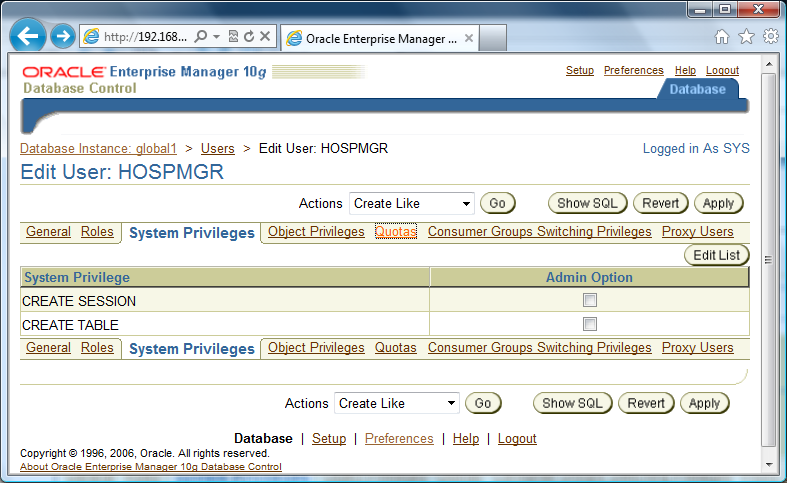 http://192.168...
Oracle Enterprise Manager ...
ORACLE Enterprise Manager 10g
Database Control
Setup Preferences Help Logout
Database
Database Instance: global1 > Users > Edit User: HOSPMGR
Logged in As SYS
Edit User: HOSPMGR
Actions Create Like Go Show SQL Revert Apply
General Roles System Privileges Object Privileges Quotas Consumer Groups Switching Privileges Proxy Users
Edit List
System Privilege Admin Option
CREATE SESSION
CREATE TABLE
General Roles System Privileges Object Privileges Quotas Consumer Groups Switching Privileges Proxy Users
Actions Create Like Go Show SQL Revert Apply
Database | Setup | Preferences | Help | Logout
Copyright © 1996, 2006, Oracle. All rights reserved.
About Oracle Enterprise Manager 10g Database Control